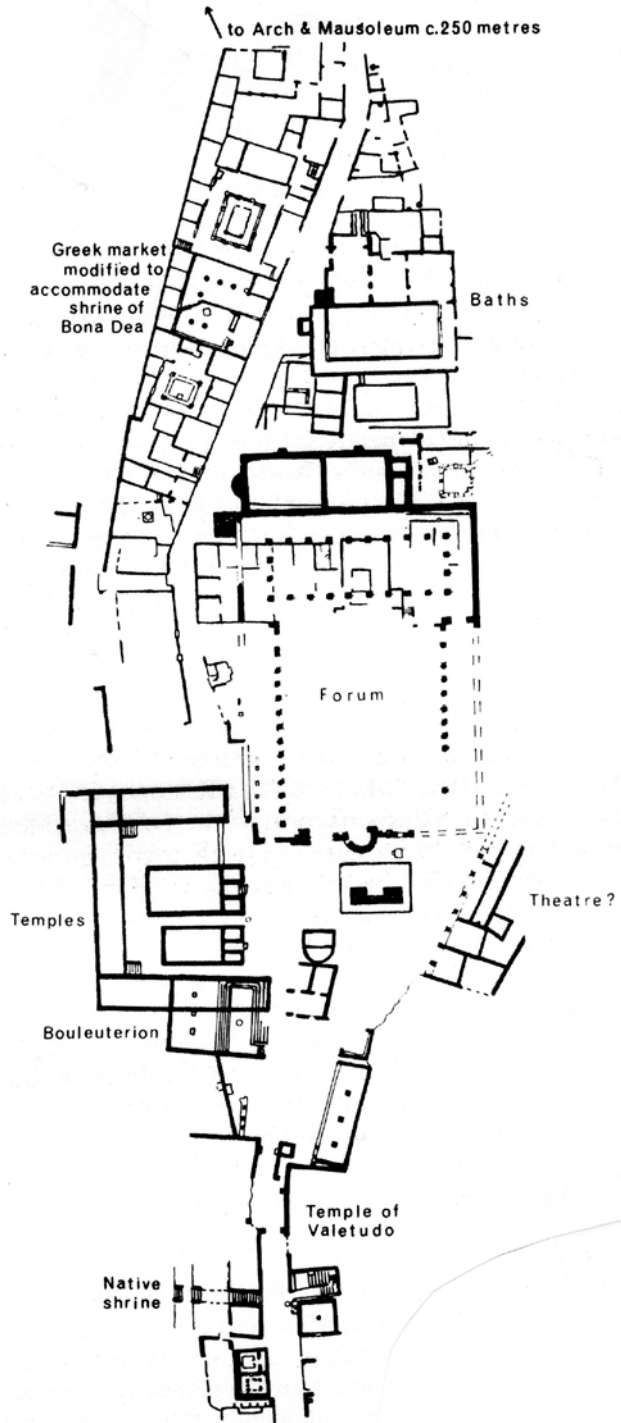 to Arch & Mausoleum c.250 metres
Greek market
modified to
accommodate
shrine of
Bona Dea
Baths
Forum
Temples
Theatre?
Bouleuterion
Temple of
Valetudo
Native
shrine